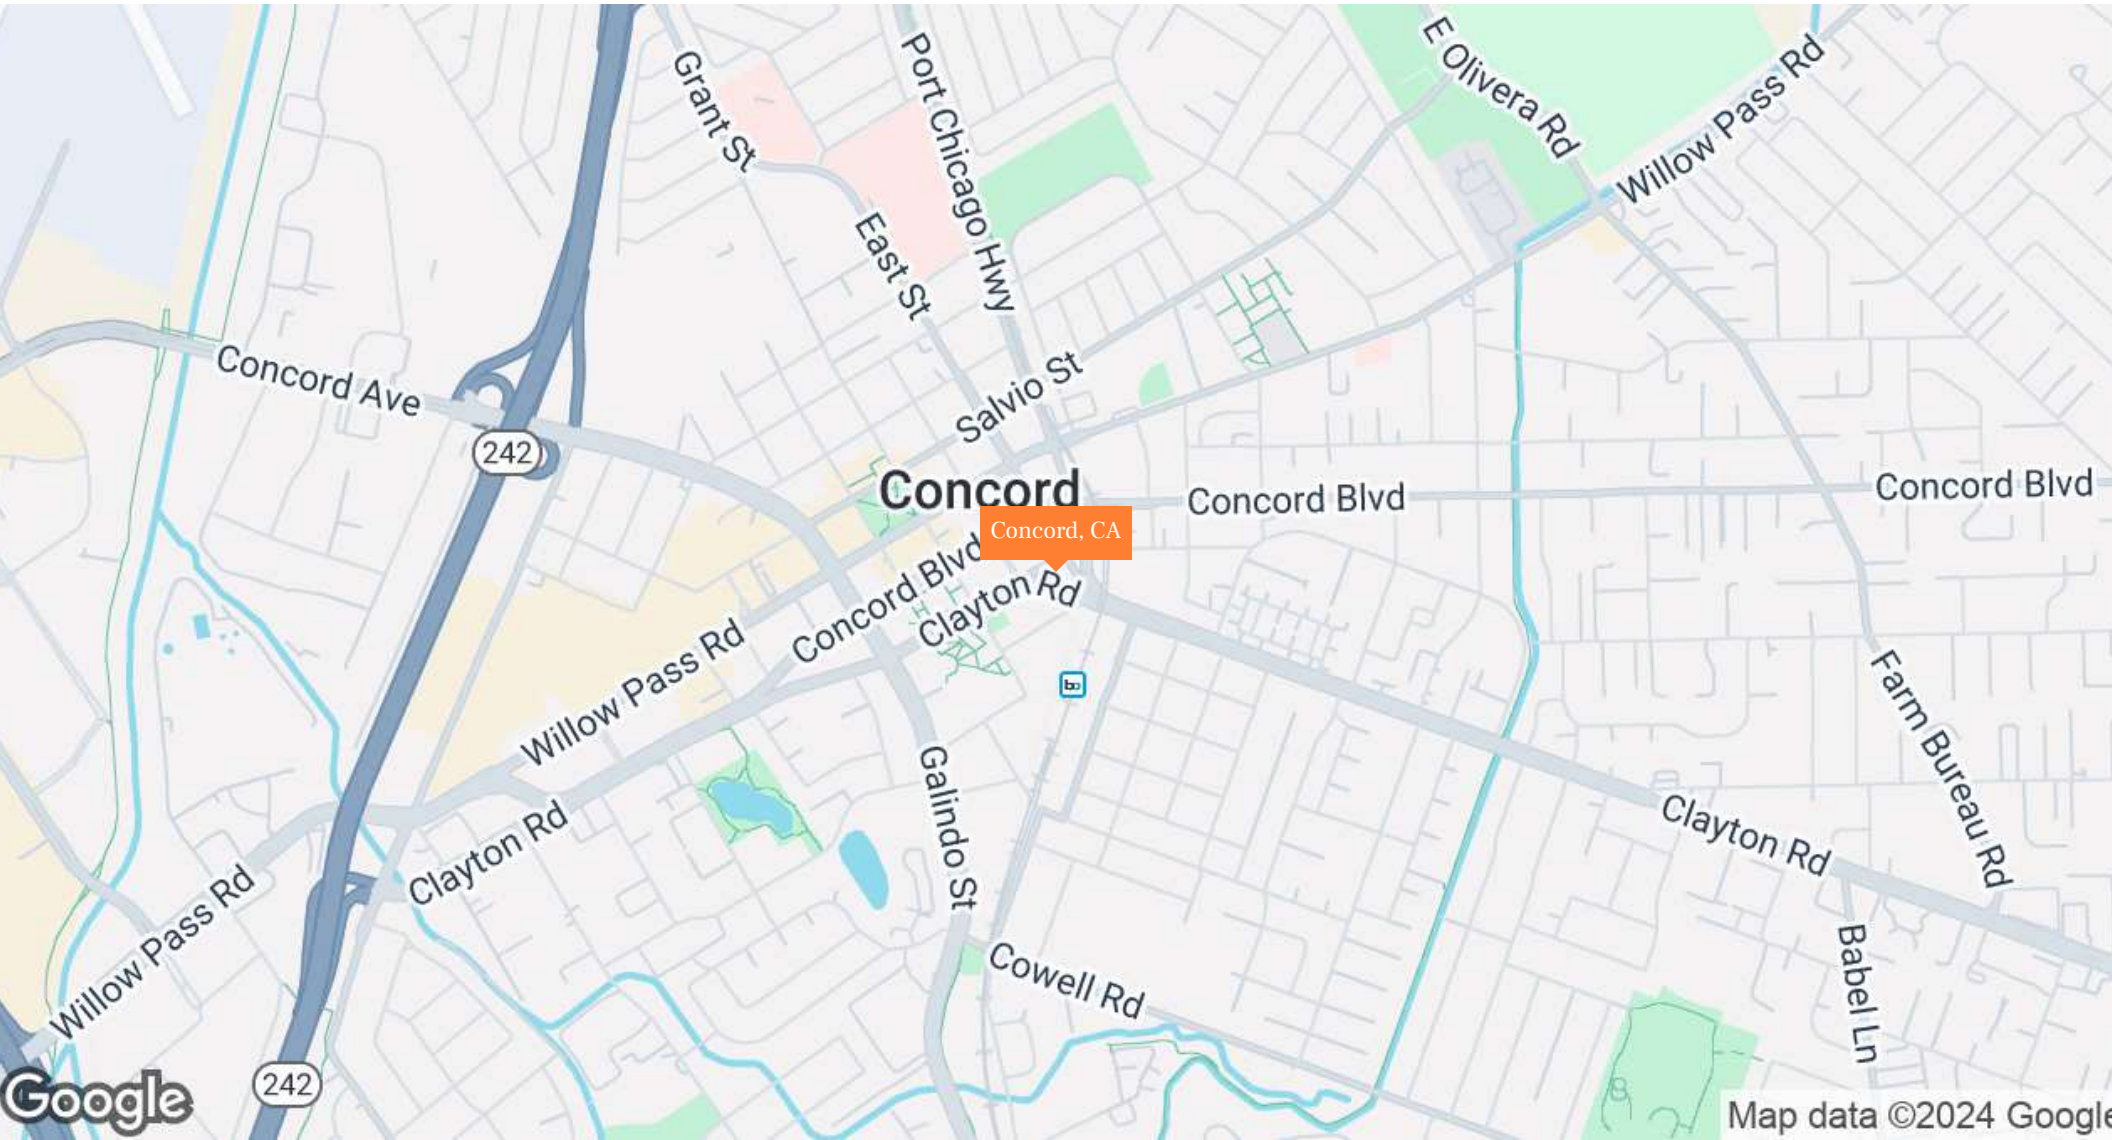 Grant St
Port Chicago Hwy
E Olivera Rd
Willow Pass Rd
East St
Concord Ave
Salvio St
242
Concord
Concord Blvd
Concord Blvd
Concord, CA
Concord Blvd
Clayton Rd
Willow Pass Rd
Farm Bureau Rd
Galindo St
Clayton Rd
Clayton Rd
Willow Pass Rd
Cowell Rd
Babel Ln
242
Google
Map data ©2024 Google